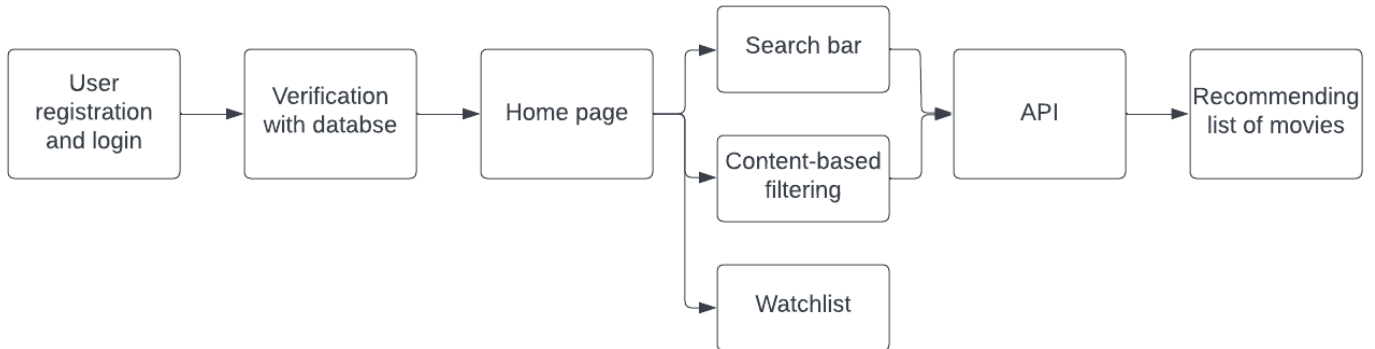 User
registration
and login
Verification
with databse
Home page
Search bar
Content-based
filtering
Watchlist
API
Recommending
list of movies